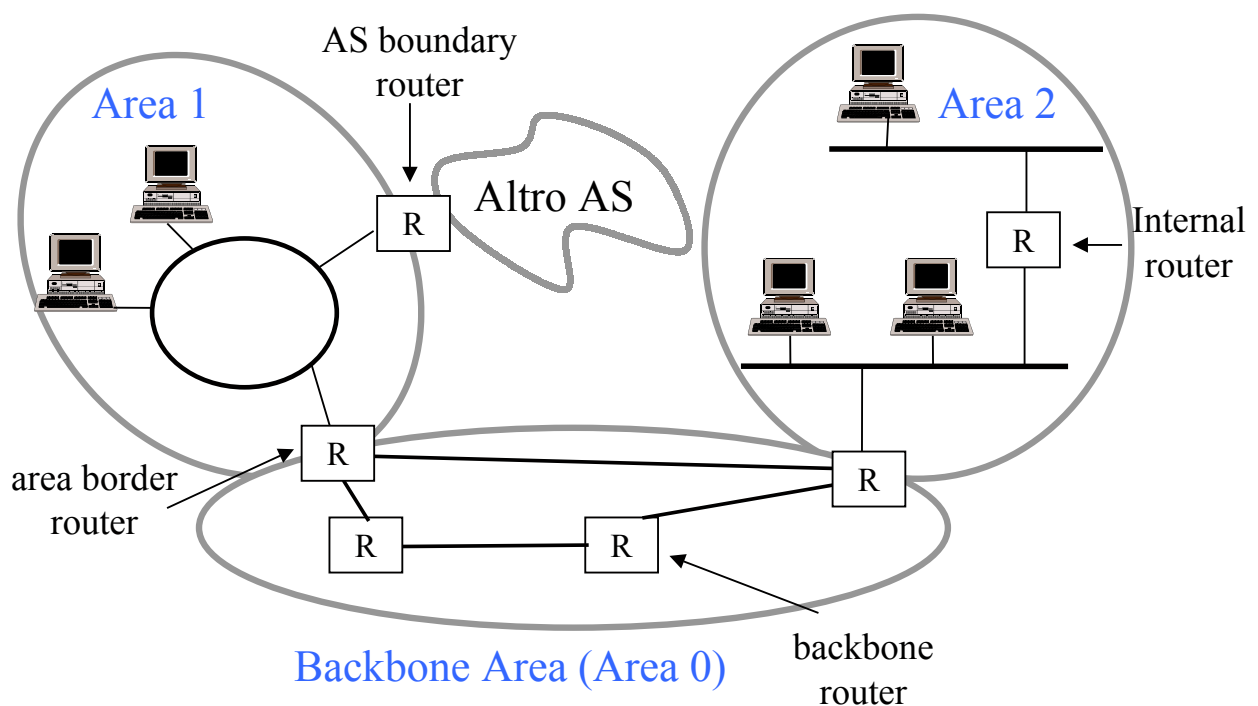 AS boundary
router
Area 1
Area 2
Altro AS
R
R
Internal
router
R
R
area border
router
R
R
backbone
router
Backbone Area (Area 0)